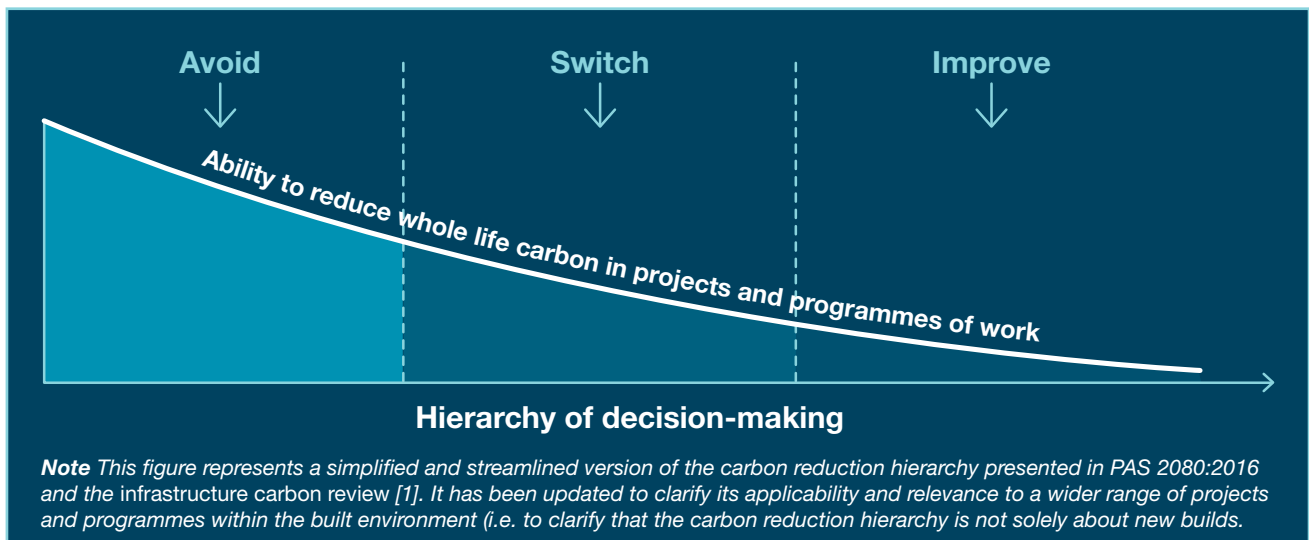 Avoid
Switch
Improve
Ability to reduce whole life carbon in projects and programmes of work
Hierarchy of decision-making
Note This figure represents a simplified and streamlined version of the carbon reduction hierarchy presented in PAS 2080:2016
and the infrastructure carbon review [1]. It has been updated to clarify its applicability and relevance to a wider range of projects
and programmes within the built environment (i.e. to clarify that the carbon reduction hierarchy is not solely about new builds.